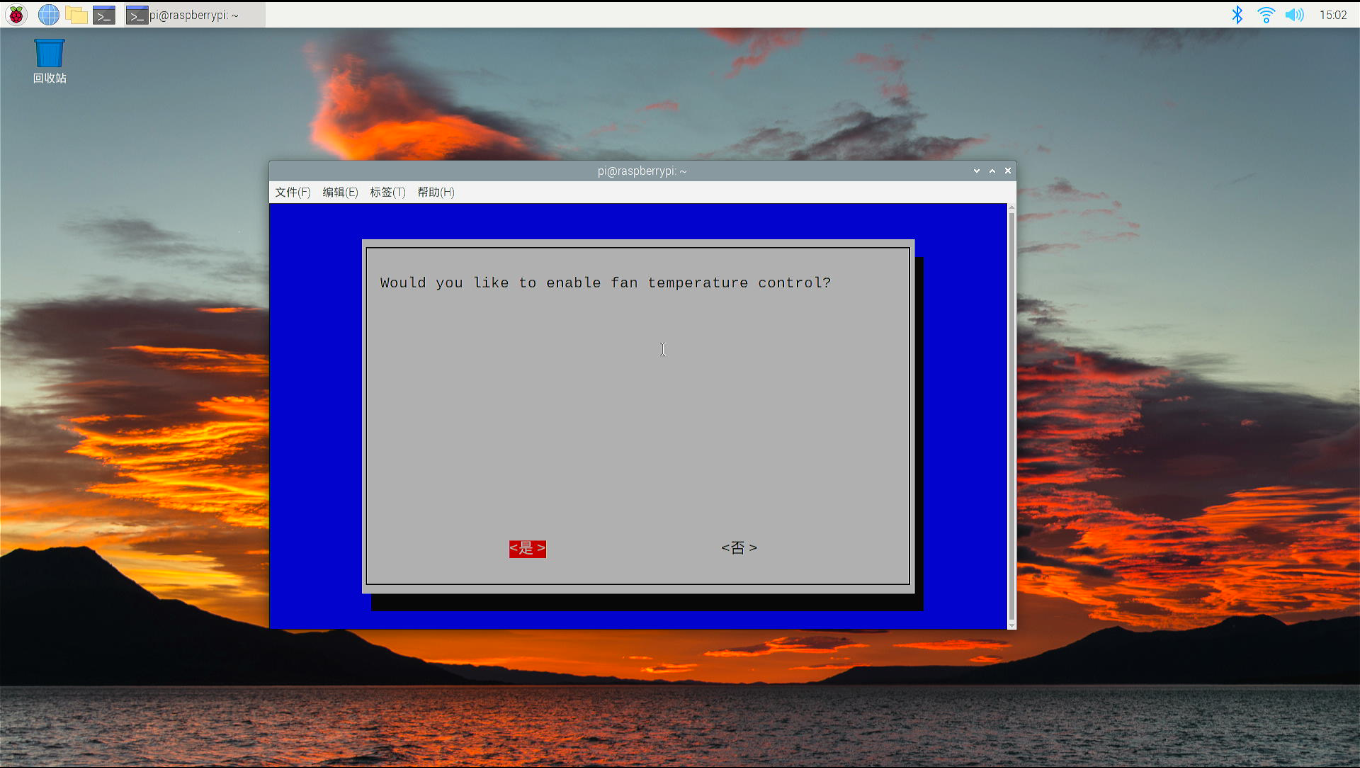 pi@raspberrypi: ~
15:02
回收站
pi@raspberrypi: ~
文件(F) 编辑(E) 标签(T) 帮助(H)
Would you like to enable fan temperature control?
<是> <否>